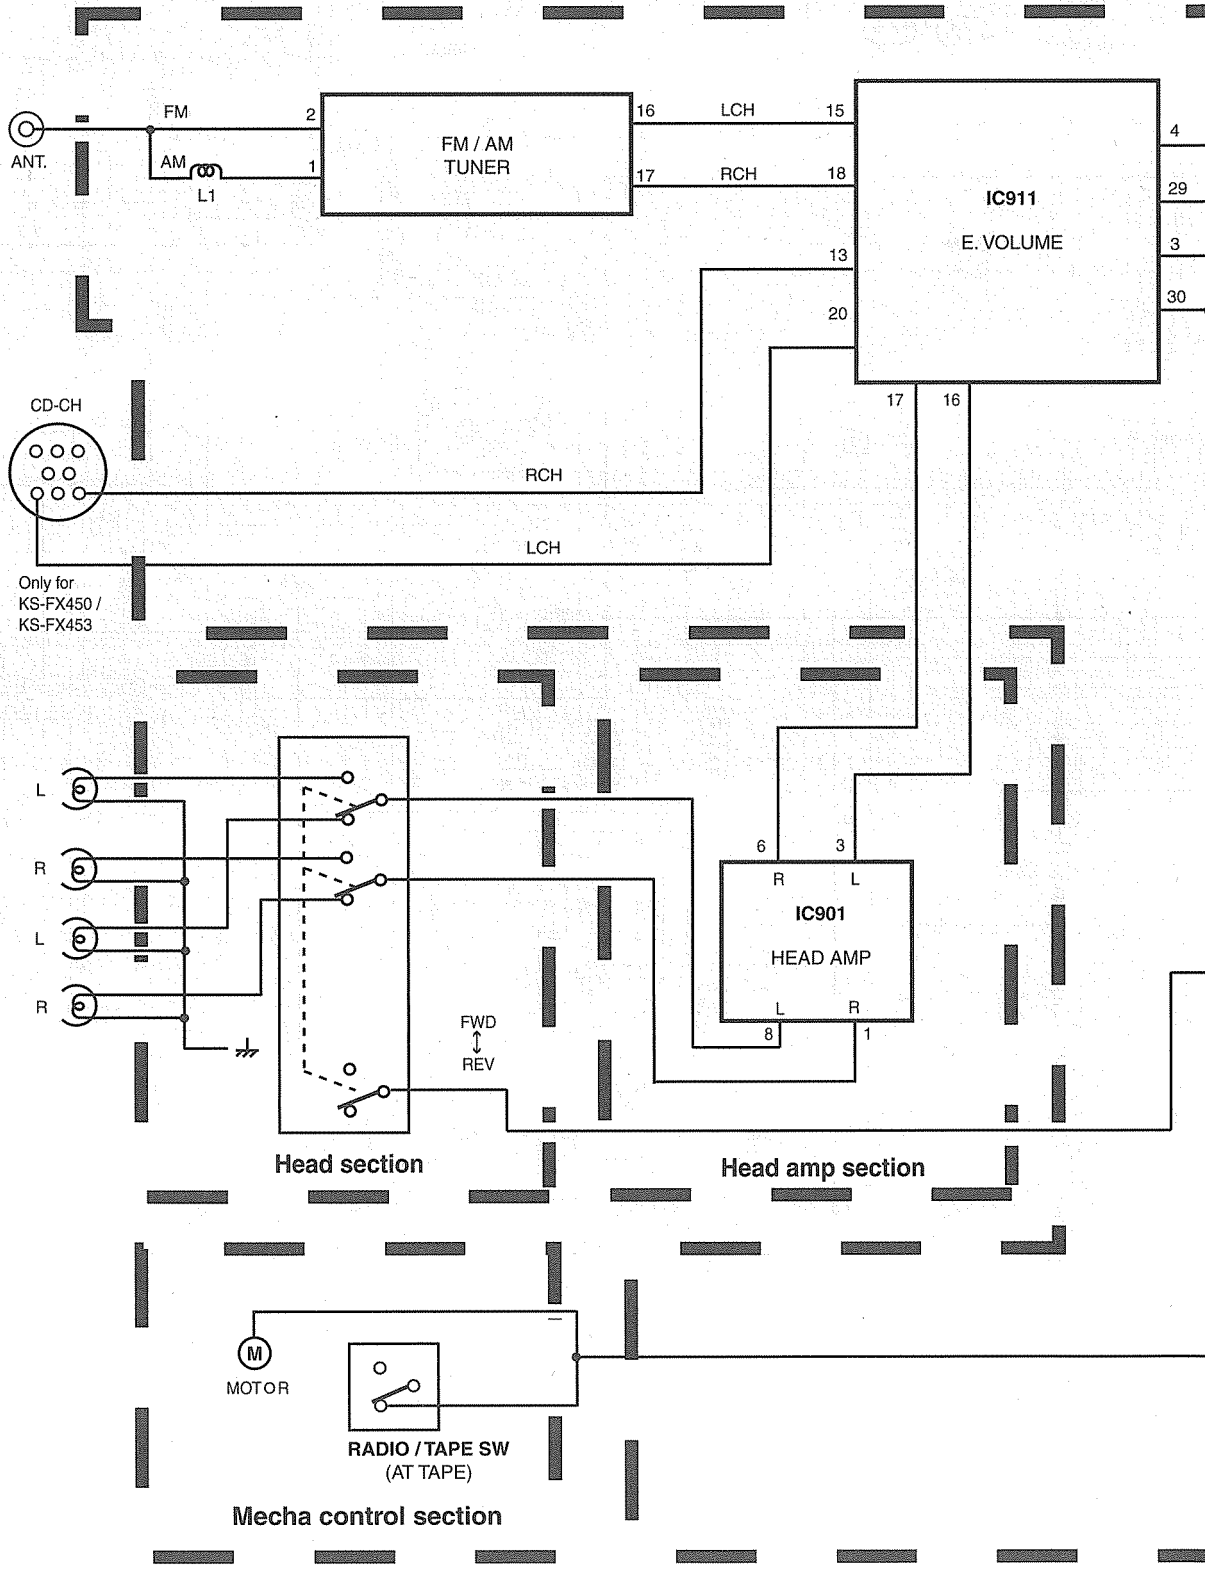 FM
2
16
LCH
15
4
ANT.
AM
1
FM / AM
TUNER
L1
17
RCH
18
29
IC911
E. VOLUME
3
13
30
20
17
16
CD-CH
RCH
LCH
Only for
KS-FX450 /
KS-FX453
L
R
L
R
6
3
R
L
IC901
HEAD AMP
L
R
8
1
FWD
REV
Head section
Head amp section
M
MOTOR
RADIO / TAPE SW
(AT TAPE)
Mecha control section